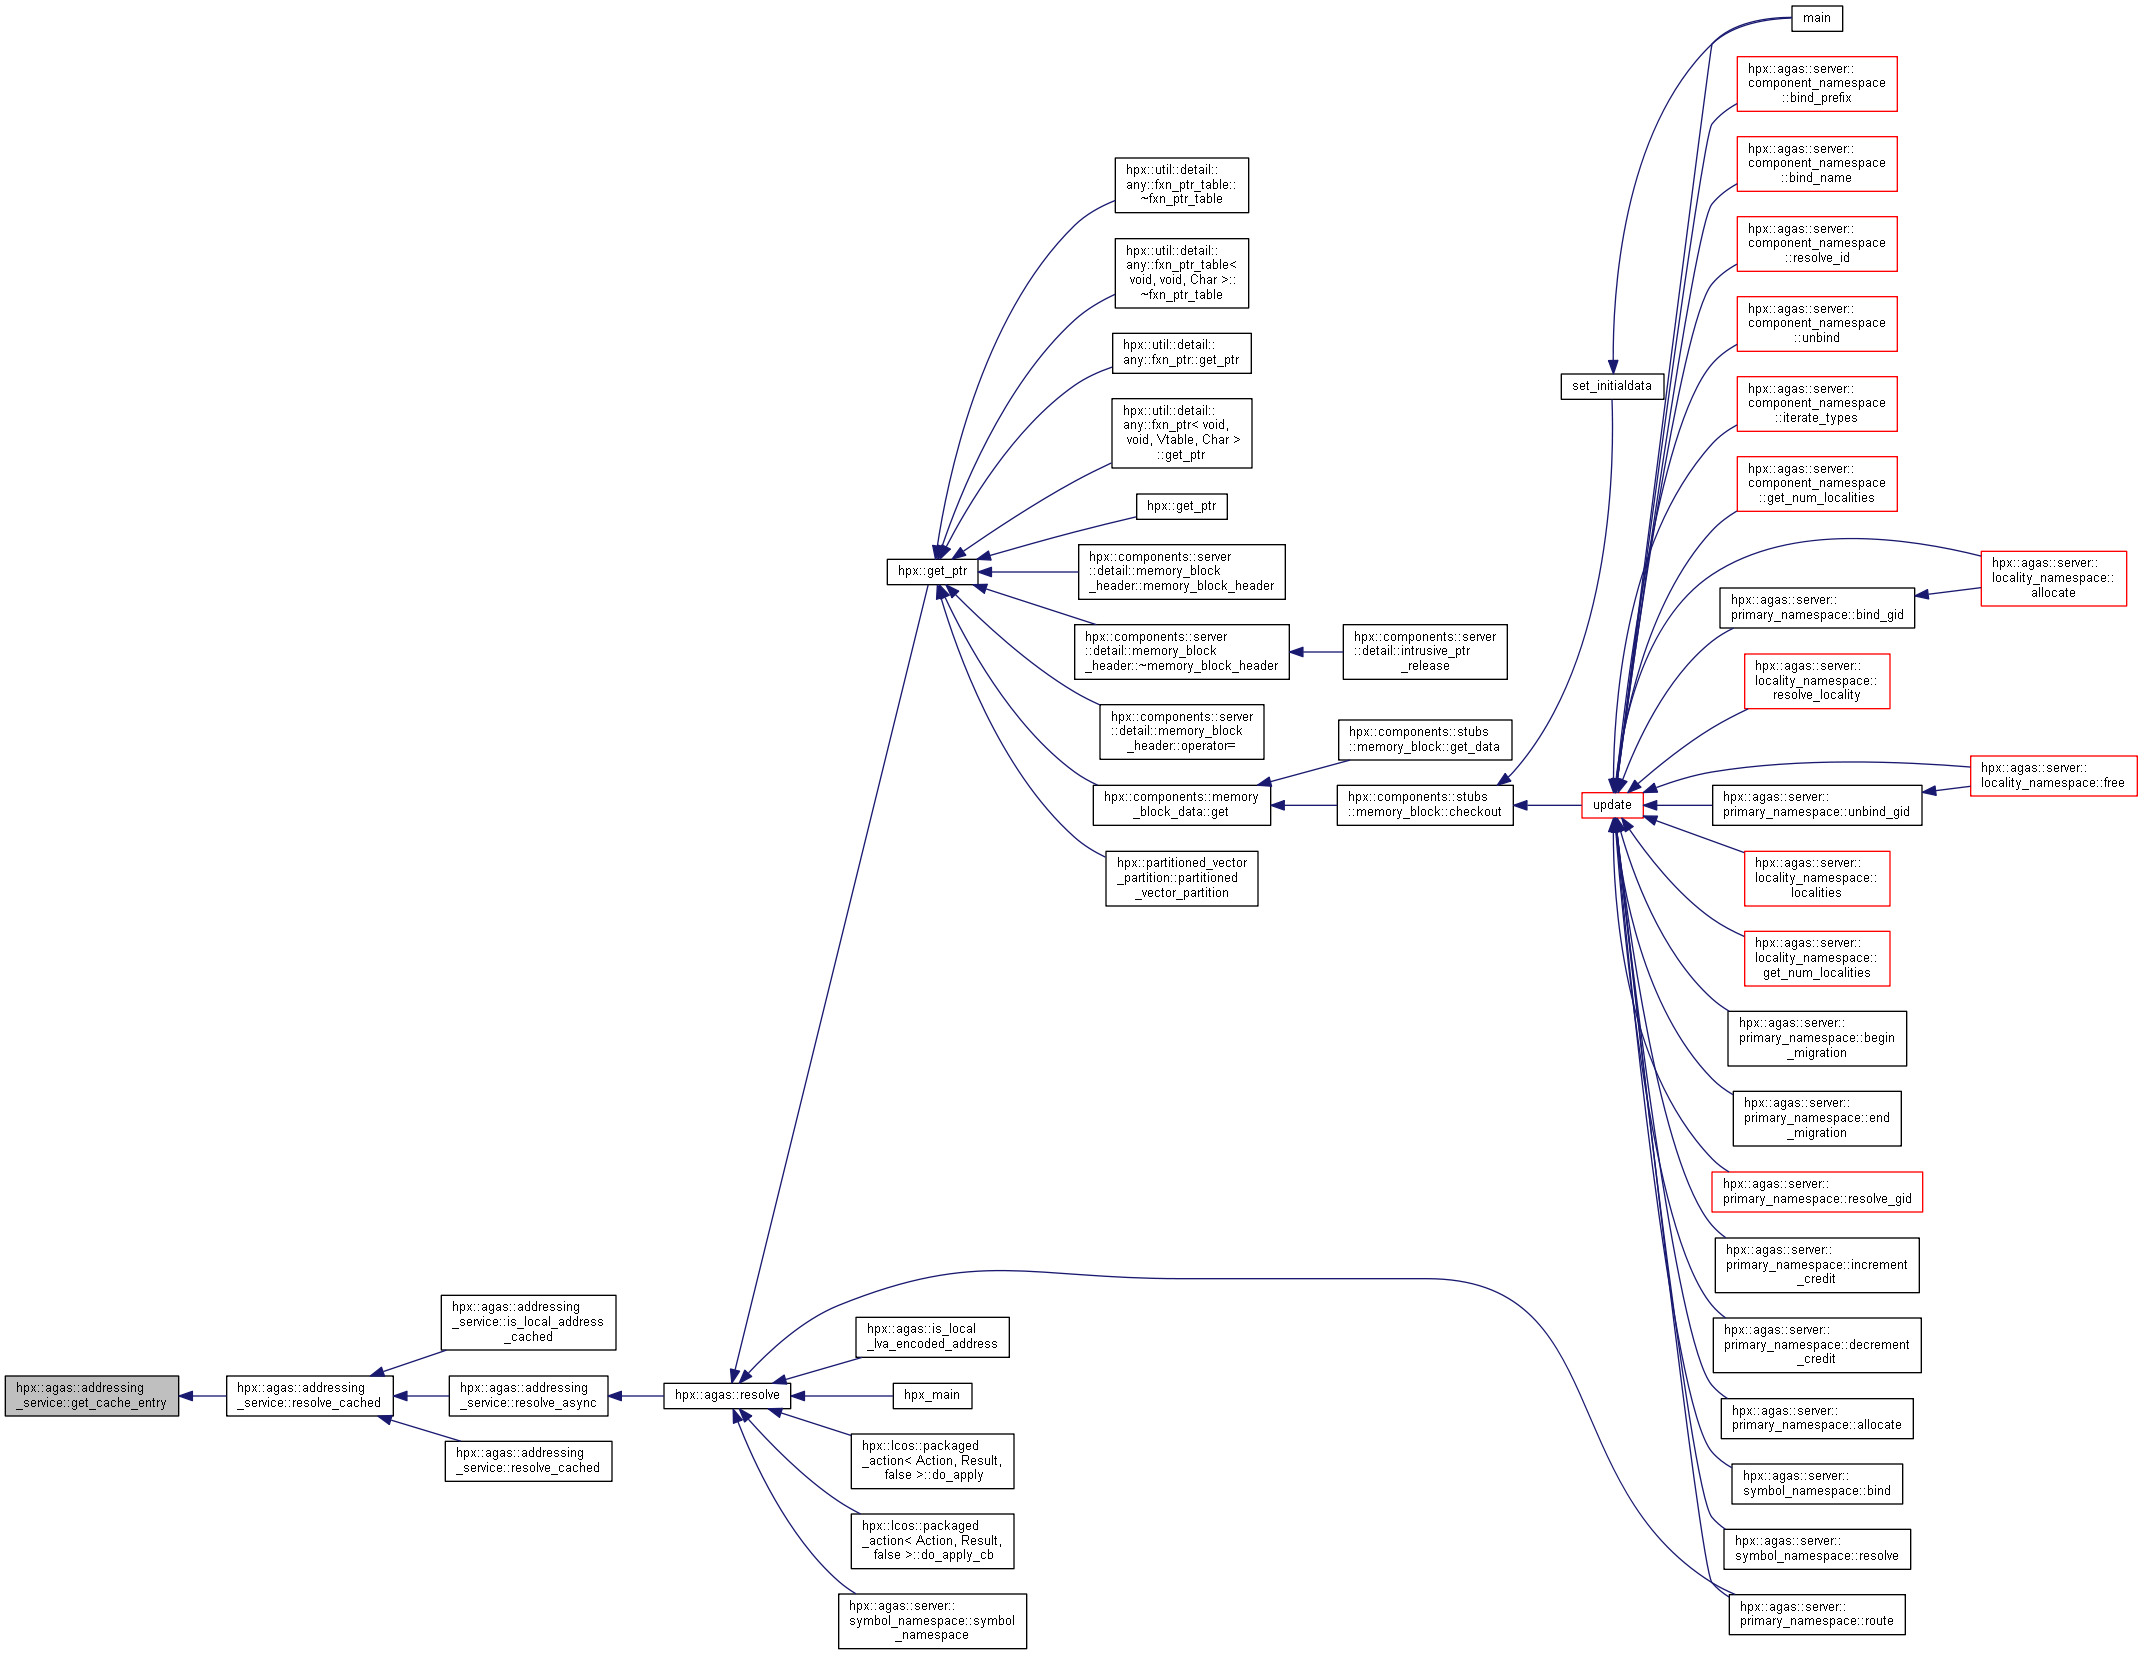 main
hpx::agas::server::
component_namespace
::bind_prefix
hpx::agas::server::
component_namespace
::bind_name
hpx::agas::server::
component_namespace
::resolve_id
hpx::agas::server::
component_namespace
::unbind
hpx::agas::server::
component_namespace
::iterate_types
hpx::agas::server::
component_namespace
::get_num_localities
hpx::agas::server::
locality_namespace::
allocate
hpx::agas::server::
primary_namespace::bind_gid
hpx::agas::server::
locality_namespace::
resolve_locality
hpx::agas::server::
locality_namespace::free
hpx::agas::server::
primary_namespace::unbind_gid
hpx::agas::server::
locality_namespace::
localities
hpx::agas::server::
locality_namespace::
get_num_localities
hpx::agas::server::
primary_namespace::begin
_migration
hpx::agas::server::
primary_namespace::end
_migration
hpx::agas::server::
primary_namespace::resolve_gid
hpx::agas::server::
primary_namespace::increment
_credit
hpx::agas::server::
primary_namespace::decrement
_credit
hpx::agas::server::
primary_namespace::allocate
hpx::agas::server::
symbol_namespace::bind
hpx::agas::server::
symbol_namespace::resolve
hpx::agas::server::
primary_namespace::route
set_initialdata
update
hpx::util::detail::
any::fxn_ptr_table::
~fxn_ptr_table
hpx::util::detail::
any::fxn_ptr_table<
void, void, Char >::
~fxn_ptr_table
hpx::util::detail::
any::fxn_ptr::get_ptr
hpx::util::detail::
any::fxn_ptr< void,
void, Vtable, Char >
::get_ptr
hpx::get_ptr
hpx::get_ptr
hpx::components::server
::detail::memory_block
_header::memory_block_header
hpx::components::server
::detail::memory_block
_header::~memory_block_header
hpx::components::server
::detail::intrusive_ptr
_release
hpx::components::server
::detail::memory_block
_header::operator=
hpx::components::stubs
::memory_block::get_data
hpx::components::memory
_block_data::get
hpx::components::stubs
::memory_block::checkout
hpx::partitioned_vector
_partition::partitioned
_vector_partition
hpx::agas::addressing
_service::is_local_address
_cached
hpx::agas::addressing
_service::get_cache_entry
hpx::agas::addressing
_service::resolve_cached
hpx::agas::addressing
_service::resolve_async
hpx::agas::addressing
_service::resolve_cached
hpx::agas::resolve
hpx::agas::is_local
_lva_encoded_address
hpx_main
hpx::lcos::packaged
_action< Action, Result,
false >::do_apply
hpx::lcos::packaged
_action< Action, Result,
false >::do_apply_cb
hpx::agas::server::
symbol_namespace::symbol
_namespace